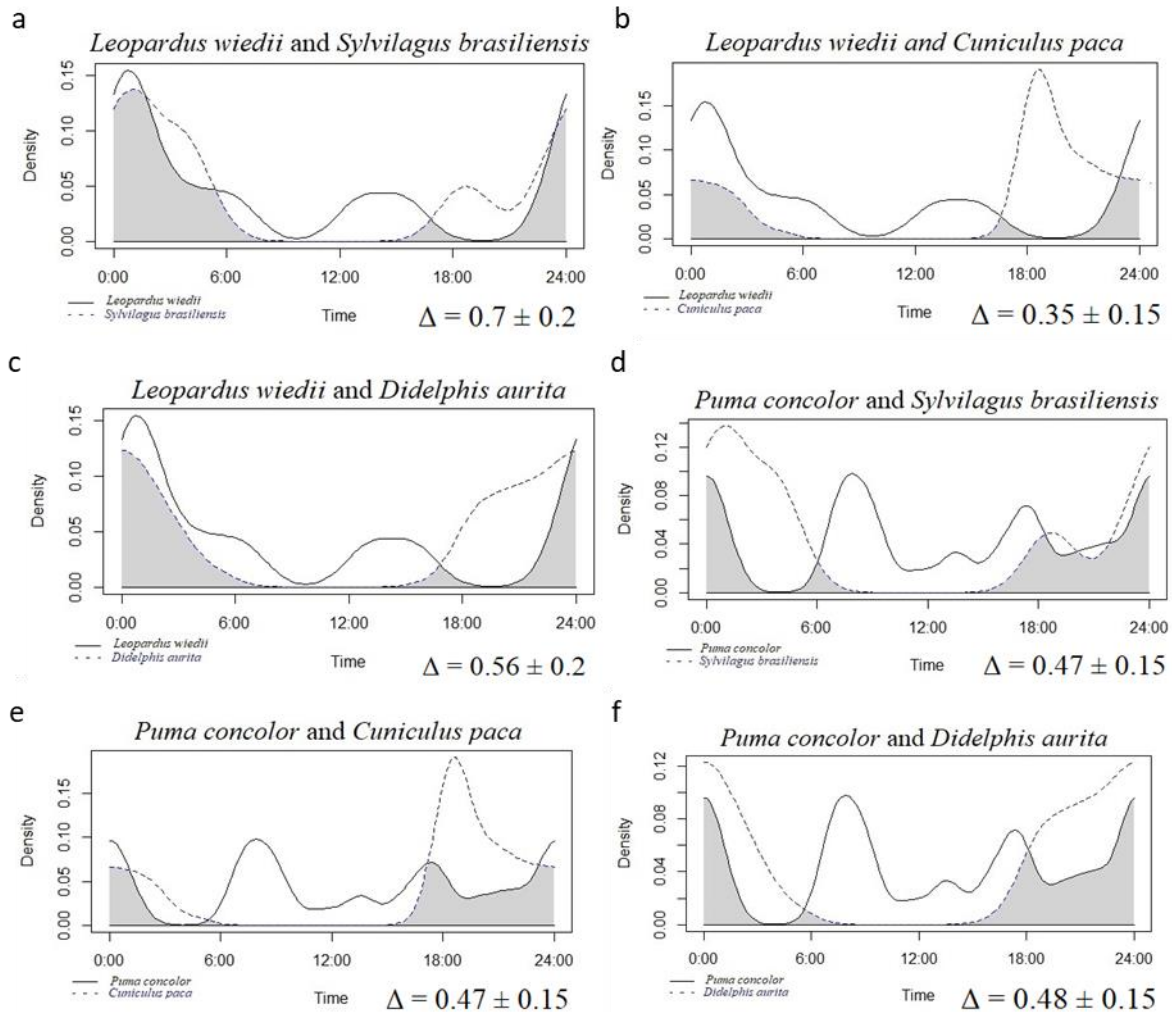 a
Leopardus wiedii and Sylvilagus brasiliensis
Density
0.00 0.05 0.10 0.15
0:00 6:00 12:00 18:00 24:00
Leopardus wiedii
Sylvilagus brasiliensis
Time
Δ = 0.7 ± 0.2
b
Leopardus wiedii and Cuniculus paca
Density
0.00 0.05 0.10 0.15
0:00 6:00 12:00 18:00 24:00
Leopardus wiedii
Cuniculus paca
Time
Δ = 0.35 ± 0.15
c
Leopardus wiedii and Didelphis aurita
Density
0.00 0.05 0.10 0.15
0:00 6:00 12:00 18:00 24:00
Leopardus wiedii
Didelphis aurita
Time
Δ = 0.56 ± 0.2
d
Puma concolor and Sylvilagus brasiliensis
Density
0.00 0.04 0.08 0.12
0:00 6:00 12:00 18:00 24:00
Puma concolor
Sylvilagus brasiliensis
Time
Δ = 0.47 ± 0.15
e
Puma concolor and Cuniculus paca
Density
0.00 0.05 0.10 0.15
0:00 6:00 12:00 18:00 24:00
Puma concolor
Cuniculus paca
Time
Δ = 0.47 ± 0.15
f
Puma concolor and Didelphis aurita
Density
0.00 0.04 0.08 0.12
0:00 6:00 12:00 18:00 24:00
Puma concolor
Didelphis aurita
Time
Δ = 0.48 ± 0.15